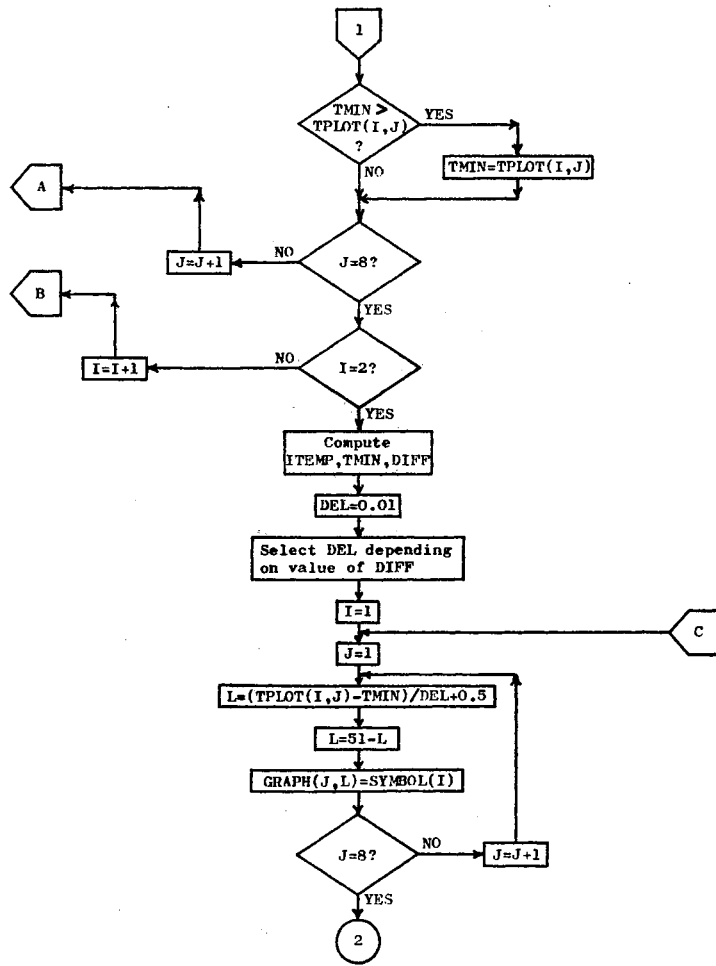 1
TMIN >
TPLOT(I,J)
?
YES
TMIN=TPLOT(I,J)
NO
A
J=J+1
NO
J=8?
YES
B
I=I+1
NO
I=2?
YES
Compute
ITEMP,TMIN,DIFF
DEL=0.01
Select DEL depending
on value of DIFF
I=1
C
J=1
L=(TPLOT(I,J)-TMIN)/DEL+0.5
L=51-L
GRAPH(J,L)=SYMBOL(I)
J=8?
NO
J=J+1
YES
2